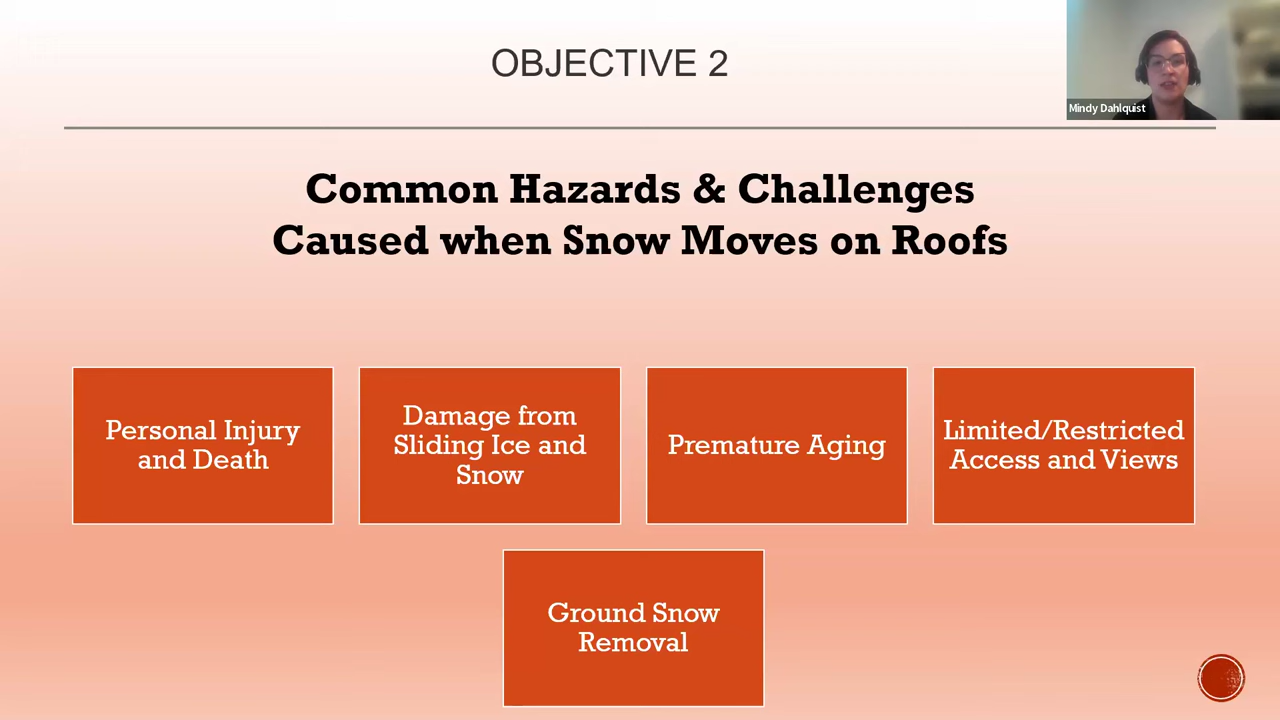 OBJECTIVE 2
Mindy Dahlquist
Common Hazards & Challenges
Caused when Snow Moves on Roofs
Personal Injury
and Death
Damage from
Sliding Ice and
Snow
Premature Aging
Limited/Restricted
Access and Views
Ground Snow
Removal